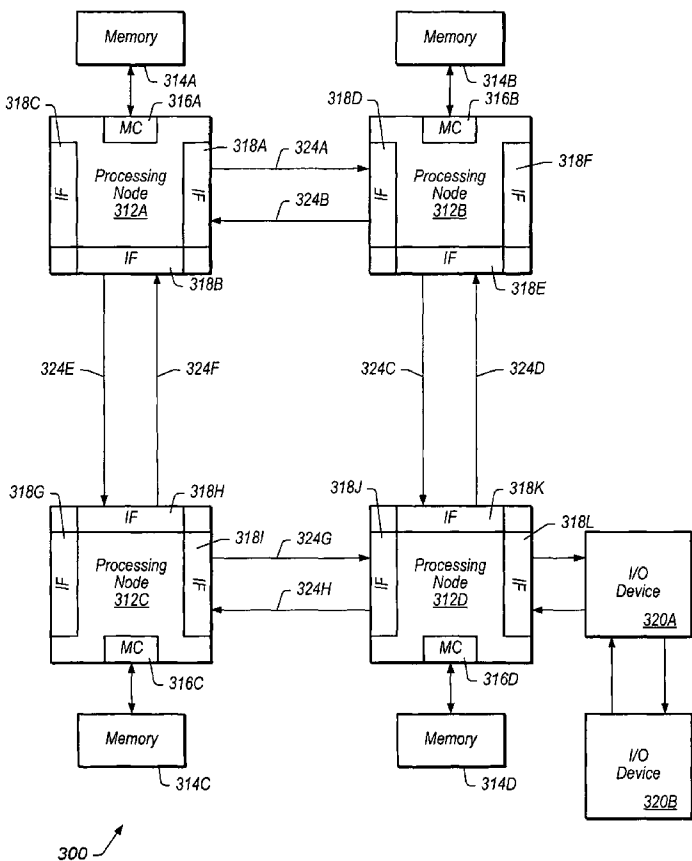 Memory
Memory
314A
314B
318C
316A
318D
316B
MC
MC
318A
324A
318F
Processing
Node
312A
Processing
Node
312B
IF
IF
IF
IF
324B
IF
IF
318B
318E
324E
324F
324C
324D
318G
318H
318J
318K
IF
IF
318L
318I
324G
Processing
Node
312C
Processing
Node
312D
I/O
Device
320A
IF
IF
IF
IF
324H
MC
MC
316C
316D
Memory
Memory
I/O
Device
320B
314C
314D
300